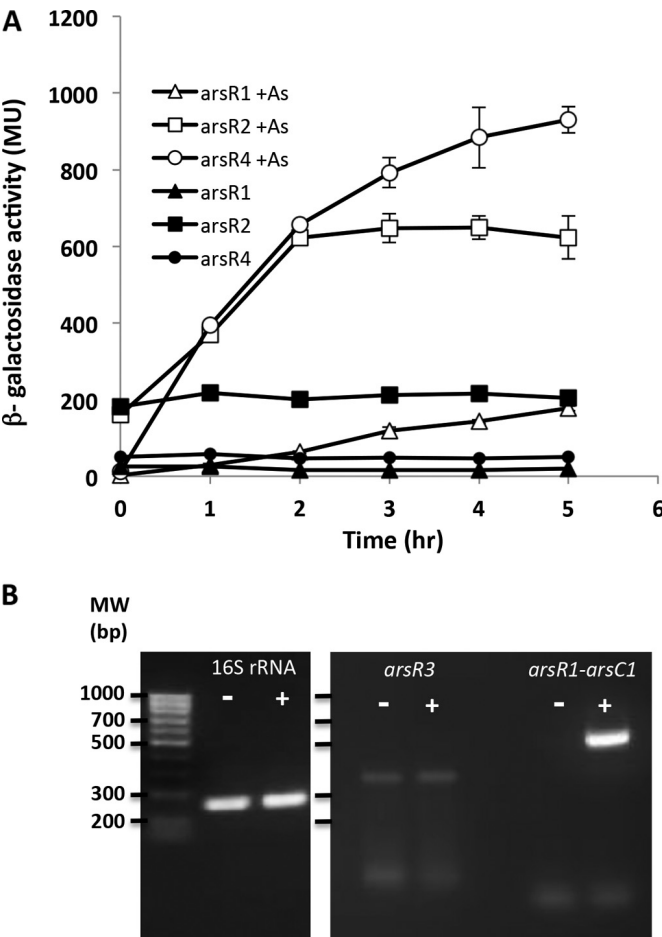 A
β- galactosidase activity (MU)
1200
1000
800
600
400
200
0
arsR1 +As
arsR2 +As
arsR4 +As
arsR1
arsR2
arsR4
0 1 2 3 4 5 6
Time (hr)
B
MW
(bp)
1000
700
500
300
200
16S rRNA
- +
arsR3
- +
arsR1-arsC1
- +